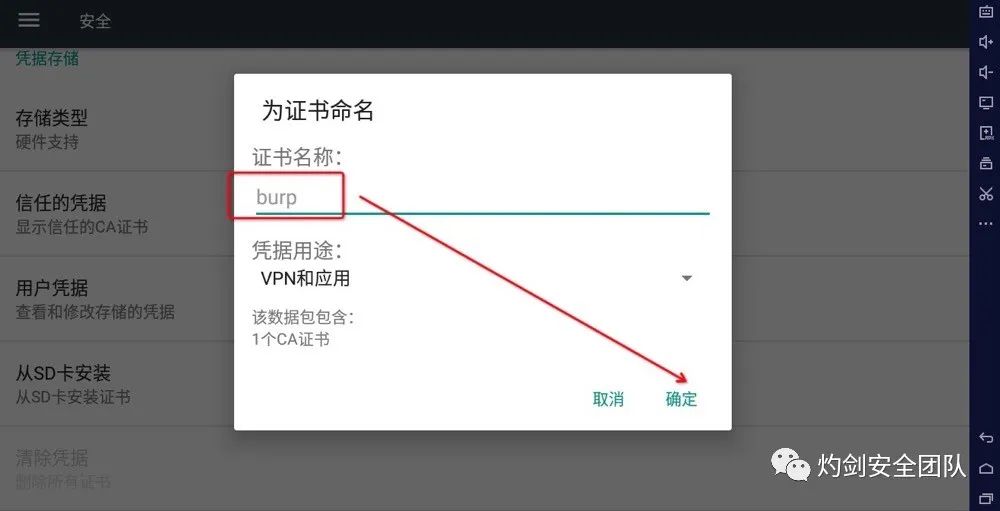 安全
凭据存储
存储类型
硬件支持
信任的凭据
显示信任的CA证书
用户凭据
查看和修改存储的凭据
从SD卡安装
从SD卡安装证书
清除凭据
删除所有证书
为证书命名
证书名称：
burp
凭据用途：
VPN和应用
该数据包包含：
1个CA证书
取消
确定
灼剑安全团队